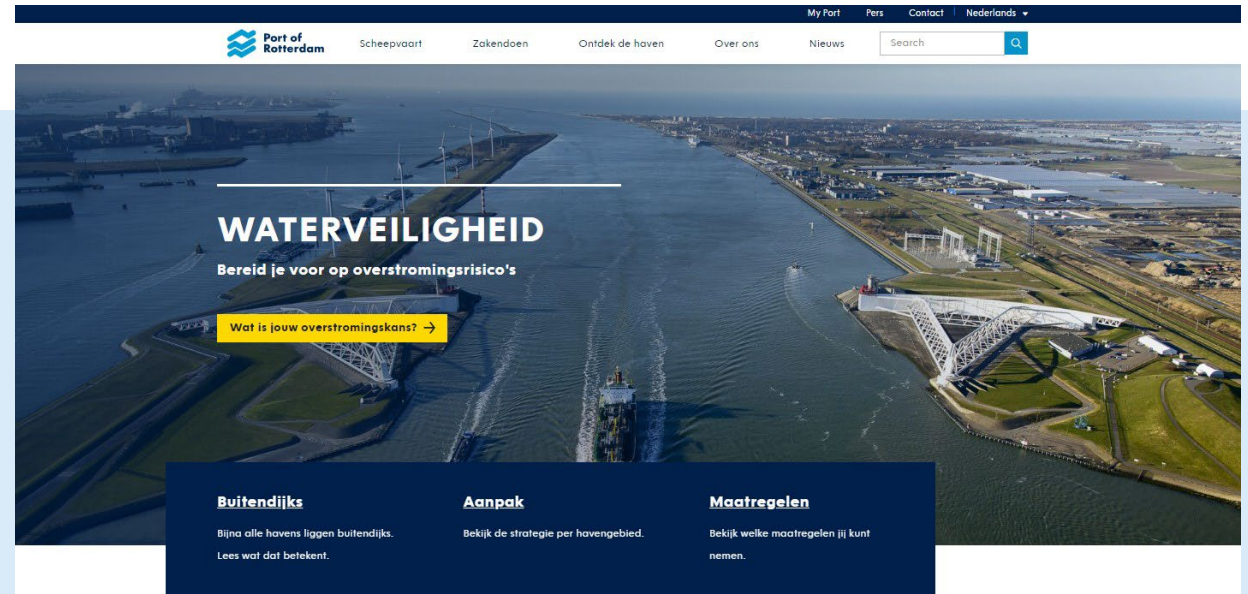 My Port Pers Contact Nederlands
Port of
Rotterdam
Scheepvaart Zakendoen Ontdek de haven Over ons Nieuws Search
WATERVEILIGHEID
Bereid je voor op overstromingsrisico's
Wat is jouw overstromingskans? →
Buitendijks Aanpak Maatregelen
Bijna alle havens liggen buitendijks. Bekijk de strategie per havengebied. Bekijk welke maatregelen jij kunt
Lees wat dat betekent. nemen.